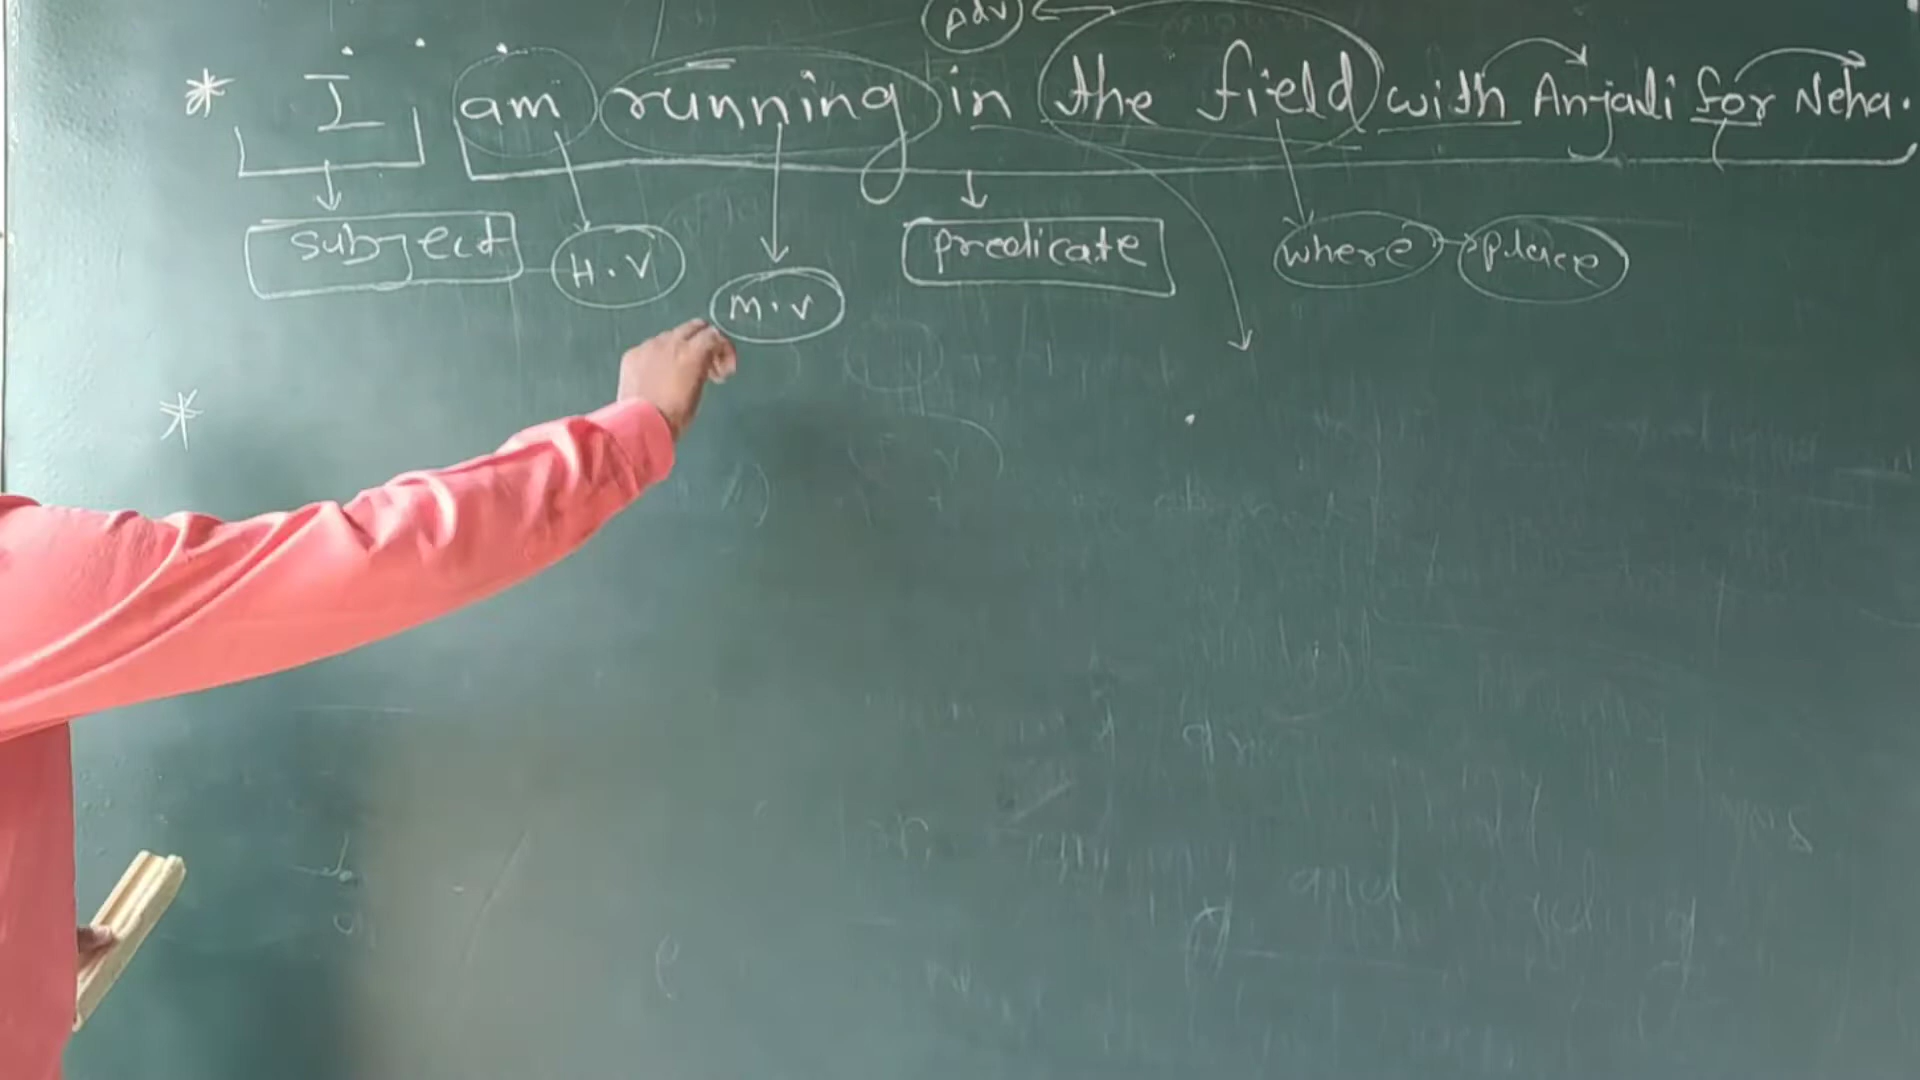 Adv
* I am running in the field with Anjali for Neha.
subject H.V M.V predicate where place
*